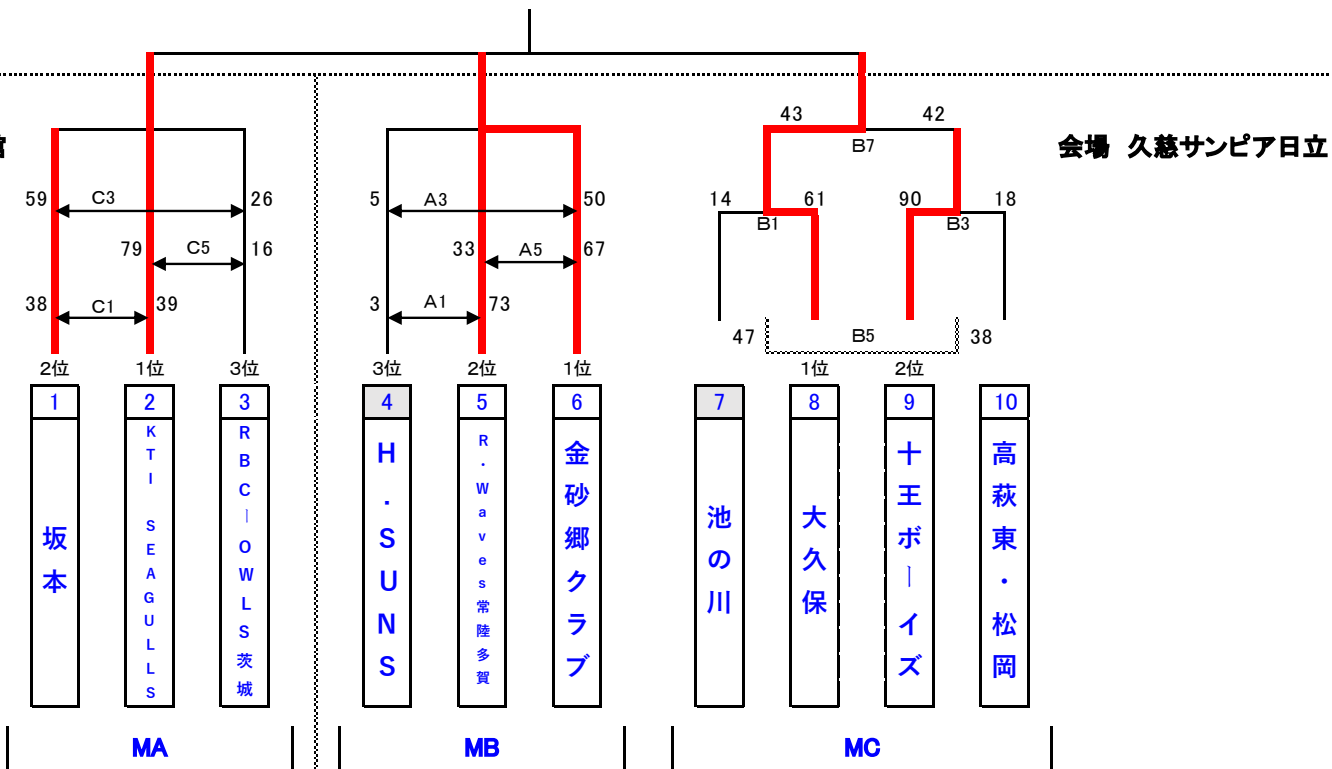 館
会場 久慈サンピア日立
43 42
B7
59 C3 26
5 A3 50
14 61 90 18
B1 B3
79 C5 16
33 A5 67
38 C1 39
3 A1 73
47 B5 38
2位 1位 3位
3位 2位 1位
1位 2位
1 2 3 4 5 6 7 8 9 10
坂本
KTI SEAGULLS
RBC-OWLS茨城
H.SUNS
R・Waves常陸多賀
金砂郷クラブ
池の川
大久保
十王ボーイズ
高萩東・松岡
MA MB MC